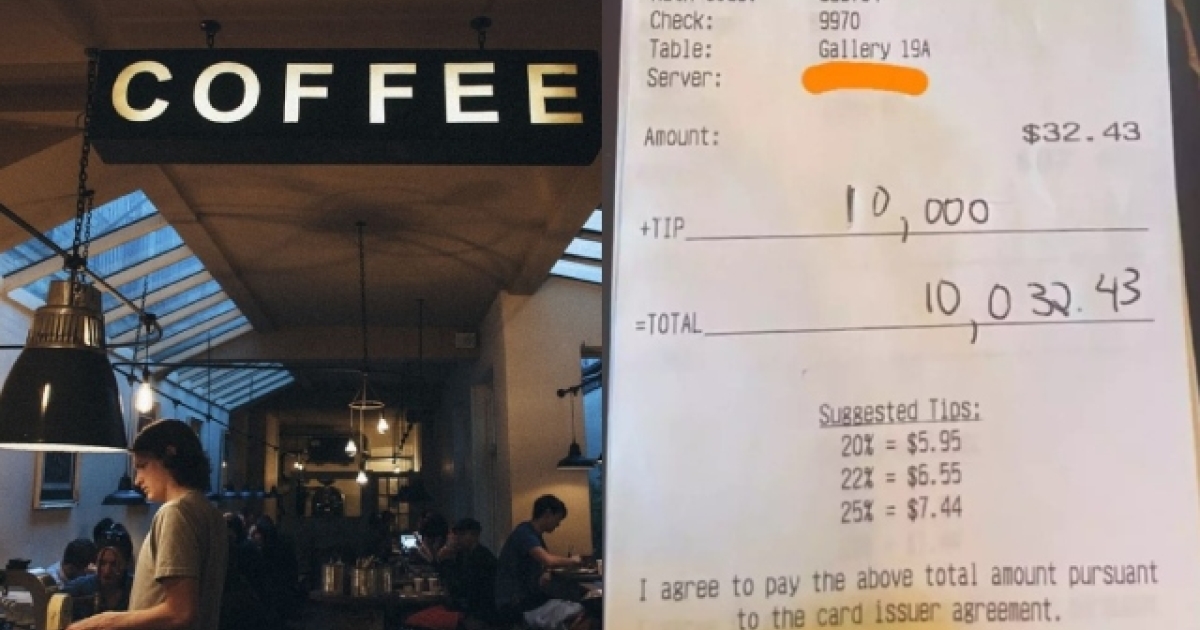 COFFEE
Check: 9970
Table: Gallery 19A
Server:
Amount: $32.43
+TIP 10,000
=TOTAL 10,032.43
Suggested Tips:
20% = $5.95
22% = $6.55
25% = $7.44
I agree to pay the above total amount pursuant
to the card issuer agreement.